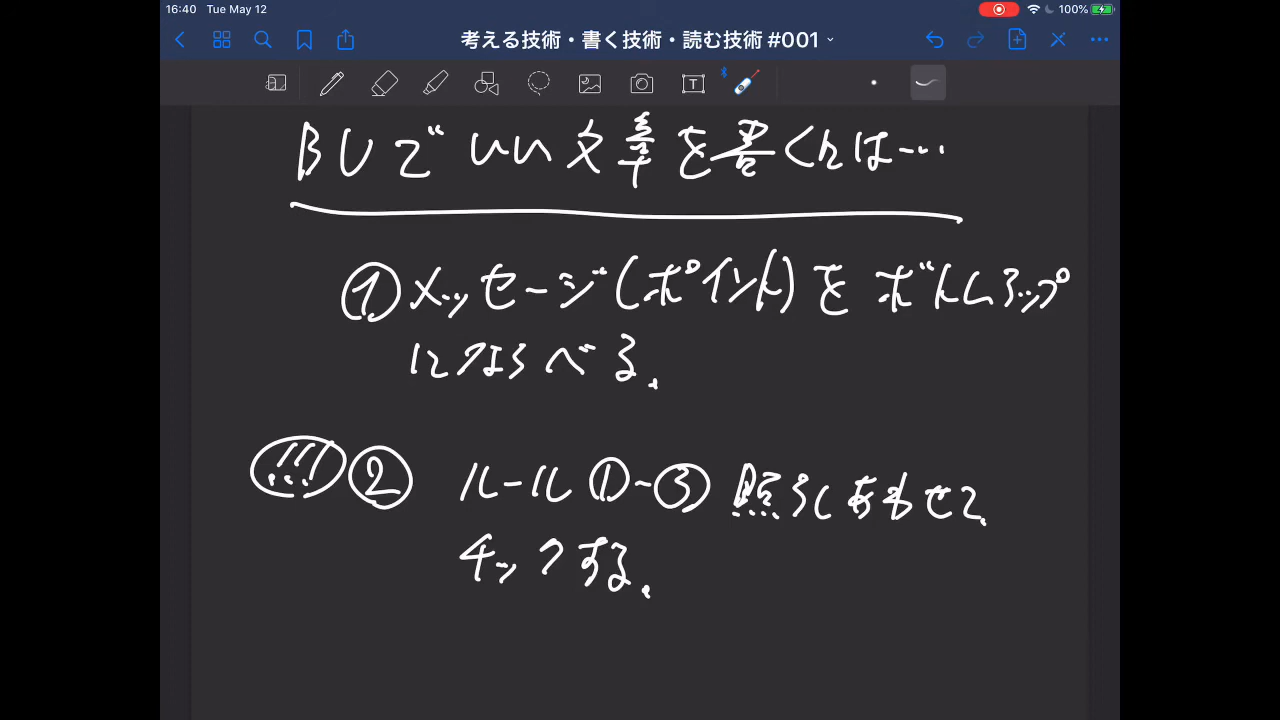 16:40 Tue May 12 100%
考える技術・書く技術・読む技術 #001
T
BUでいい文章を書くには…
①メッセージ(ポイント)をボトムアップ
にならべる.
!!! ② ルール①~③照らしあわせて、
チックする.